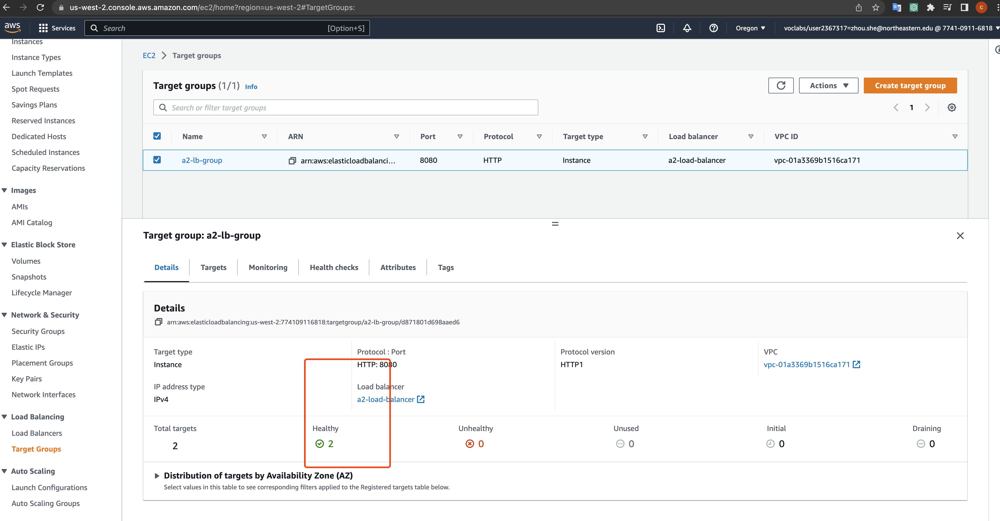 us-west-2.console.aws.amazon.com/ec2/home?region=us-west-2#TargetGroups:
C
aws
Services
Search
[Option+S]
Oregon
voclabs/user2367317=zhou.she@northeastern.edu @ 7741-0911-6818
Instances
Instance Types
Launch Templates
Spot Requests
Savings Plans
Reserved Instances
Dedicated Hosts
Scheduled Instances
Capacity Reservations
Images
AMIs
AMI Catalog
Elastic Block Store
Volumes
Snapshots
Lifecycle Manager
Network & Security
Security Groups
Elastic IPs
Placement Groups
Key Pairs
Network Interfaces
Load Balancing
Load Balancers
Target Groups
Auto Scaling
Launch Configurations
Auto Scaling Groups
EC2 Target groups
Target groups (1/1) Info
Actions
Create target group
Search or filter target groups
1
Name ARN Port Protocol Target type Load balancer VPC ID
a2-lb-group arn:aws:elasticloadbalanci... 8080 HTTP Instance a2-load-balancer vpc-01a3369b1516ca171
Target group: a2-lb-group
Details Targets Monitoring Health checks Attributes Tags
Details
arn:aws:elasticloadbalancing:us-west-2:774109116818:targetgroup/a2-lb-group/d871801d698aaed6
Target type Protocol : Port Protocol version VPC
Instance HTTP: 8080 HTTP1 vpc-01a3369b1516ca171
IP address type Load balancer
IPv4 a2-load-balancer
Total targets Healthy Unhealthy Unused Initial Draining
2 2 0 0 0 0
Distribution of targets by Availability Zone (AZ)
Select values in this table to see corresponding filters applied to the Registered targets table below.